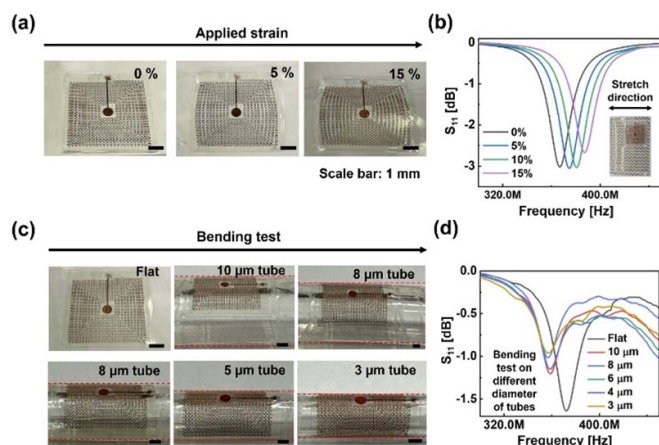 (a)
Applied strain
0 %
5 %
15 %
Scale bar: 1 mm
(b)
S11 [dB]
0
-1
-2
-3
0%
5%
10%
15%
Stretch
direction
320.0M
400.0M
Frequency [Hz]
(c)
Bending test
Flat
10 μm tube
8 μm tube
8 μm tube
5 μm tube
3 μm tube
(d)
S11 [dB]
0.0
-0.5
-1.0
-1.5
Bending
test on
different
diameter
of tubes
Flat
10 μm
8 μm
6 μm
4 μm
3 μm
320.0M
400.0M
Frequency [Hz]